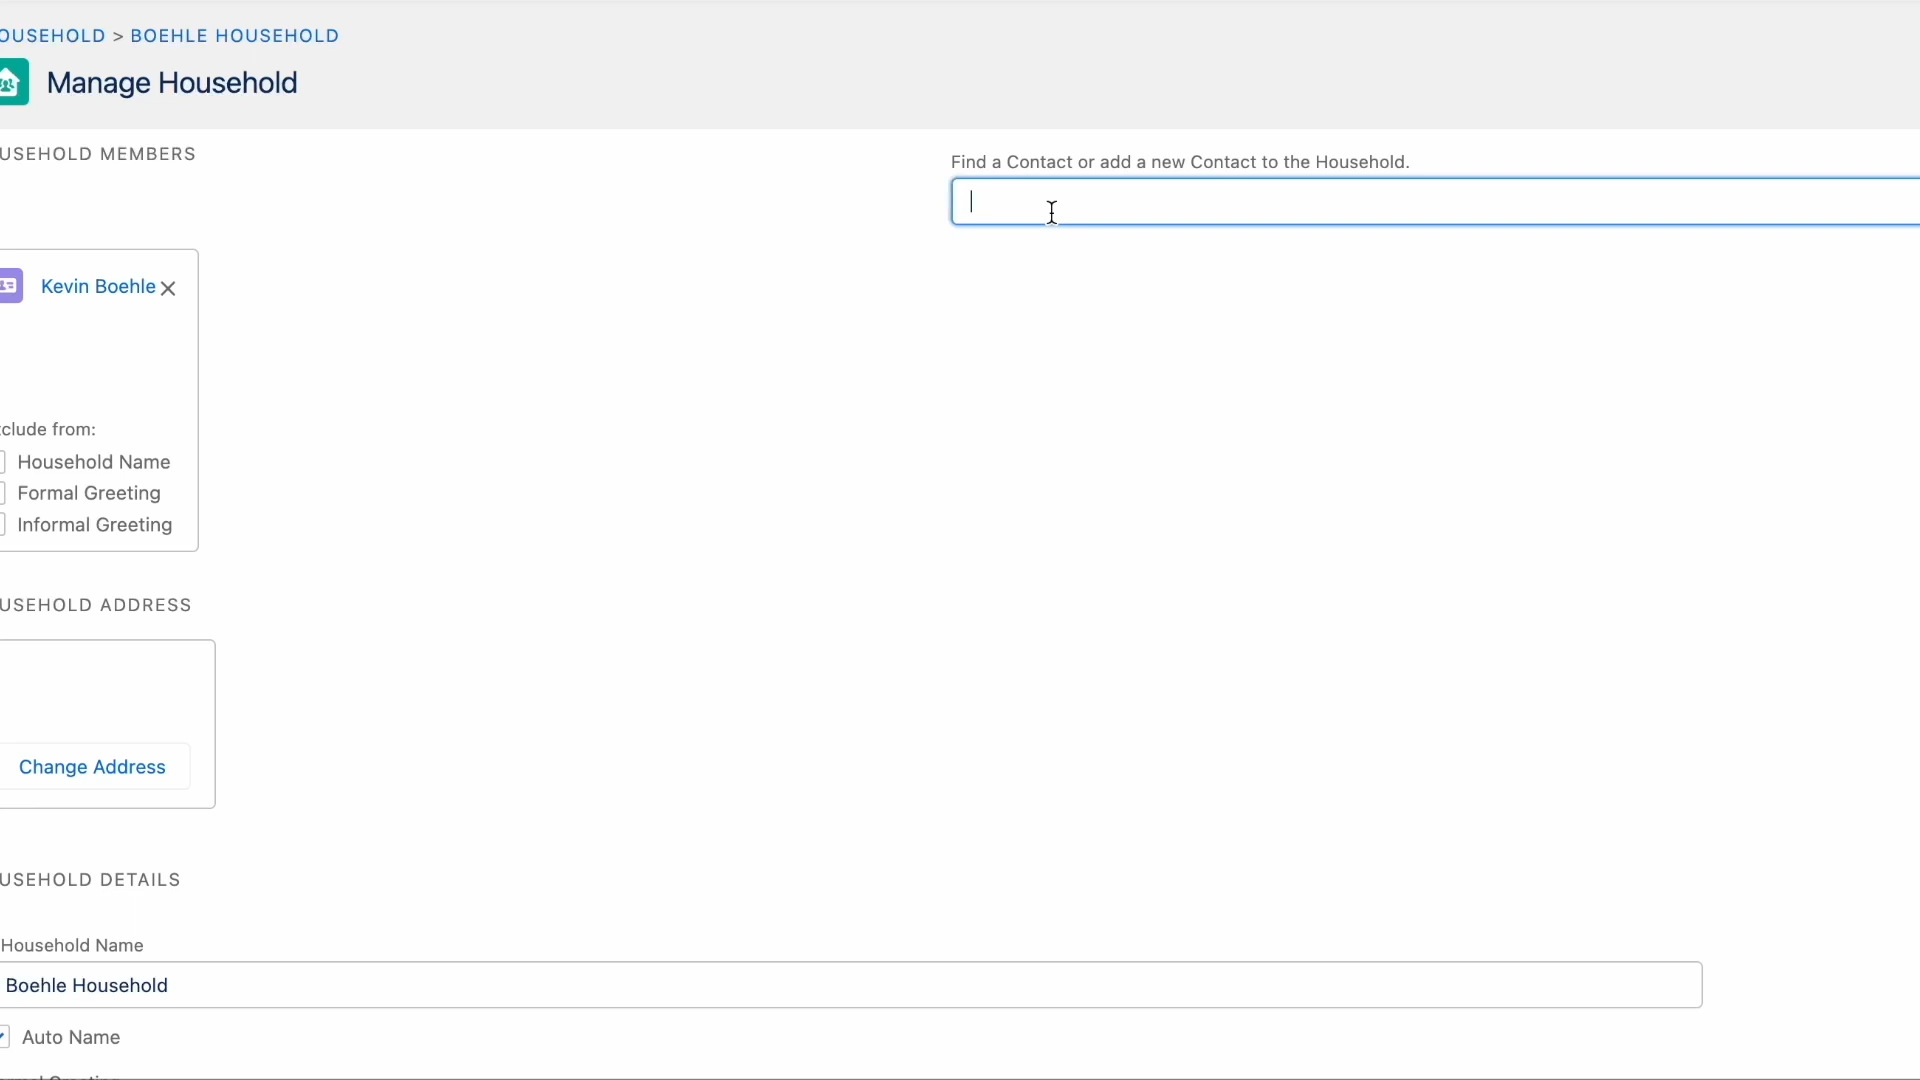 OUSEHOLD > BOEHLE HOUSEHOLD
Manage Household
USEHOLD MEMBERS
Find a Contact or add a new Contact to the Household.
Kevin Boehle
clude from:
Household Name
Formal Greeting
Informal Greeting
USEHOLD ADDRESS
Change Address
USEHOLD DETAILS
Household Name
Boehle Household
Auto Name